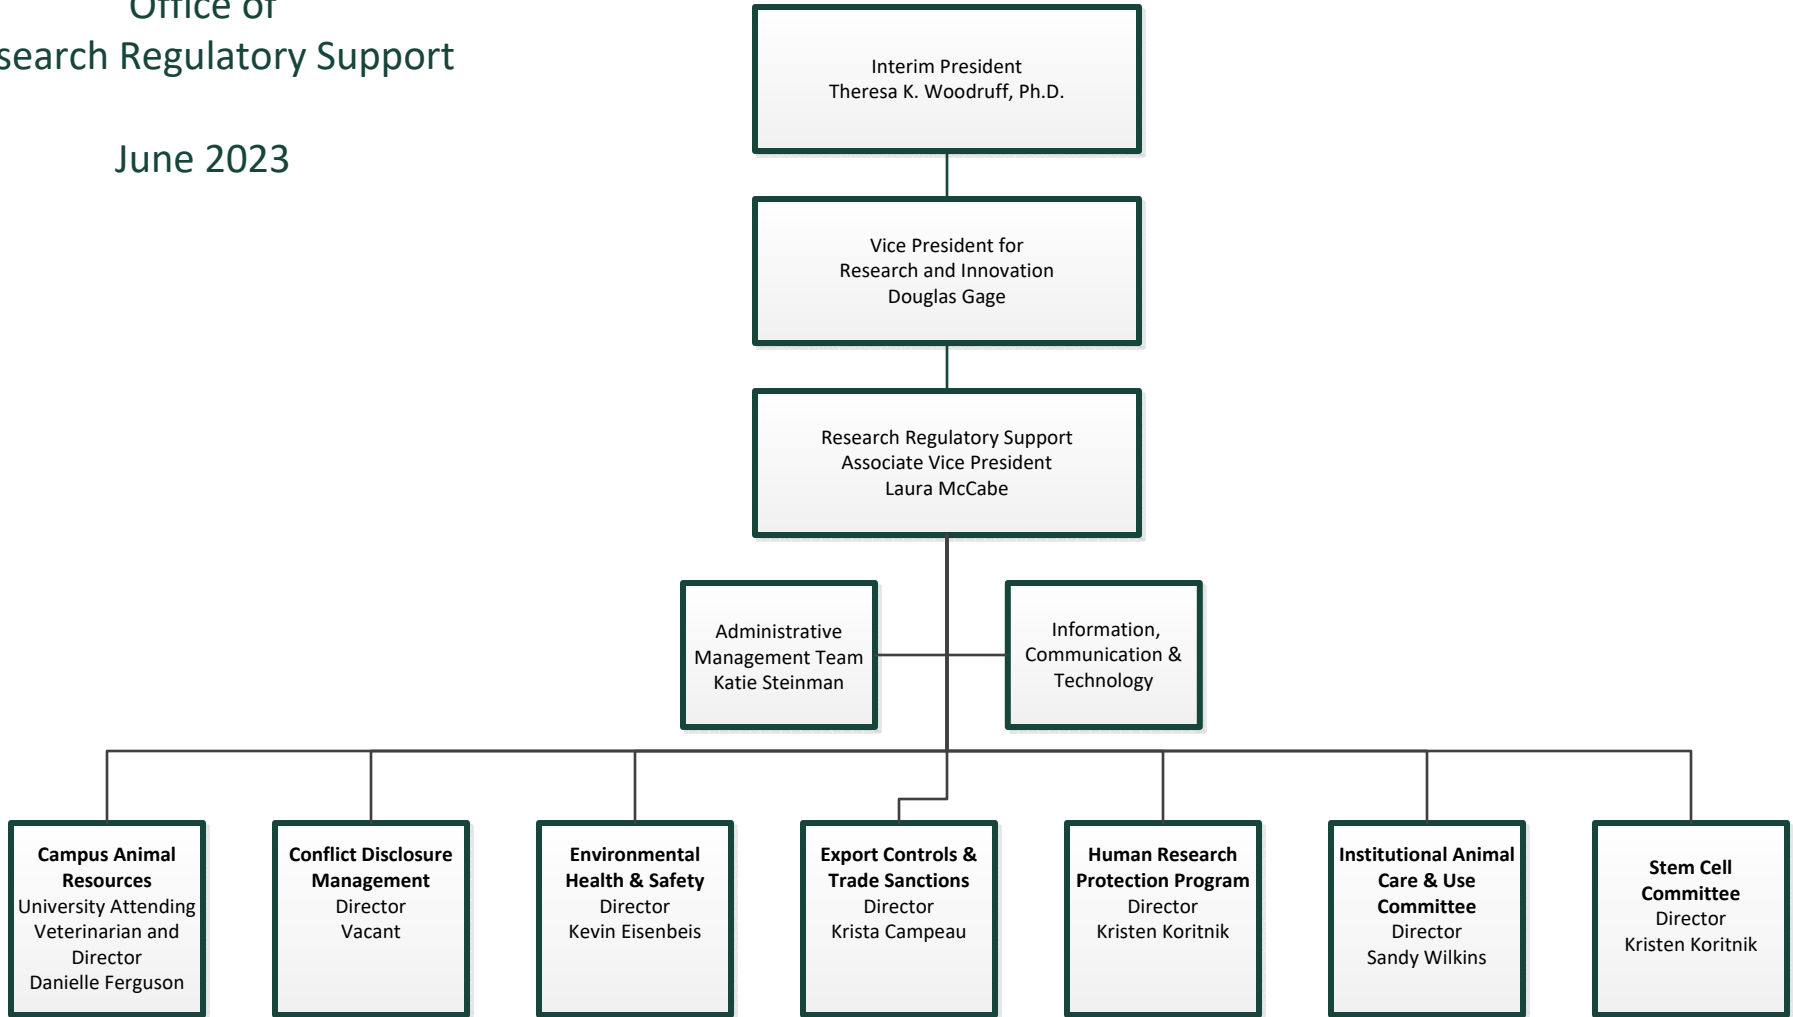 Office of
search Regulatory Support
June 2023
Interim President
Theresa K. Woodruff, Ph.D.
Vice President for
Research and Innovation
Douglas Gage
Research Regulatory Support
Associate Vice President
Laura McCabe
Administrative
Management Team
Katie Steinman
Information,
Communication &
Technology
Campus Animal
Resources
University Attending
Veterinarian and
Director
Danielle Ferguson
Conflict Disclosure
Management
Director
Vacant
Environmental
Health & Safety
Director
Kevin Eisenbeis
Export Controls &
Trade Sanctions
Director
Krista Campeau
Human Research
Protection Program
Director
Kristen Koritnik
Institutional Animal
Care & Use
Committee
Director
Sandy Wilkins
Stem Cell
Committee
Director
Kristen Koritnik